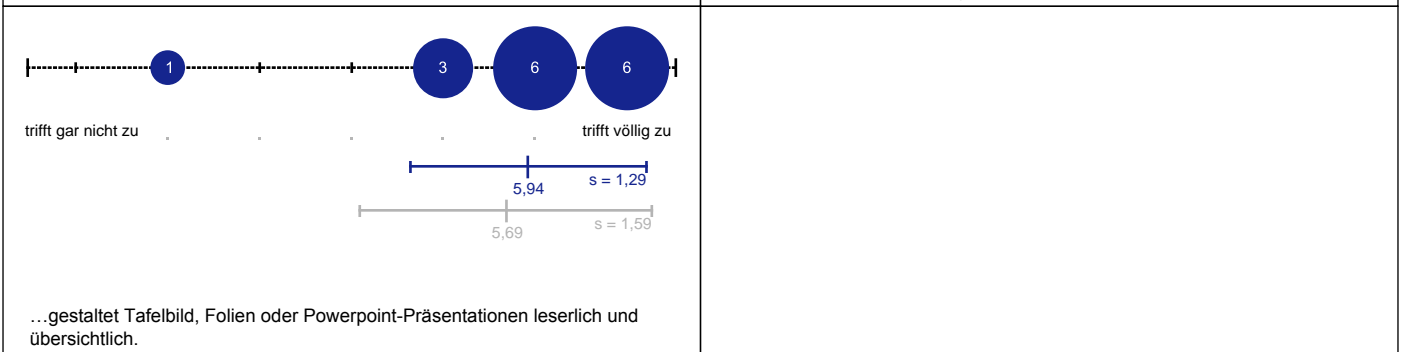 1 3 6 6
trifft gar nicht zu trifft völlig zu
5,94 s = 1,29
5,69 s = 1,59
…gestaltet Tafelbild, Folien oder Powerpoint-Präsentationen leserlich und
übersichtlich.